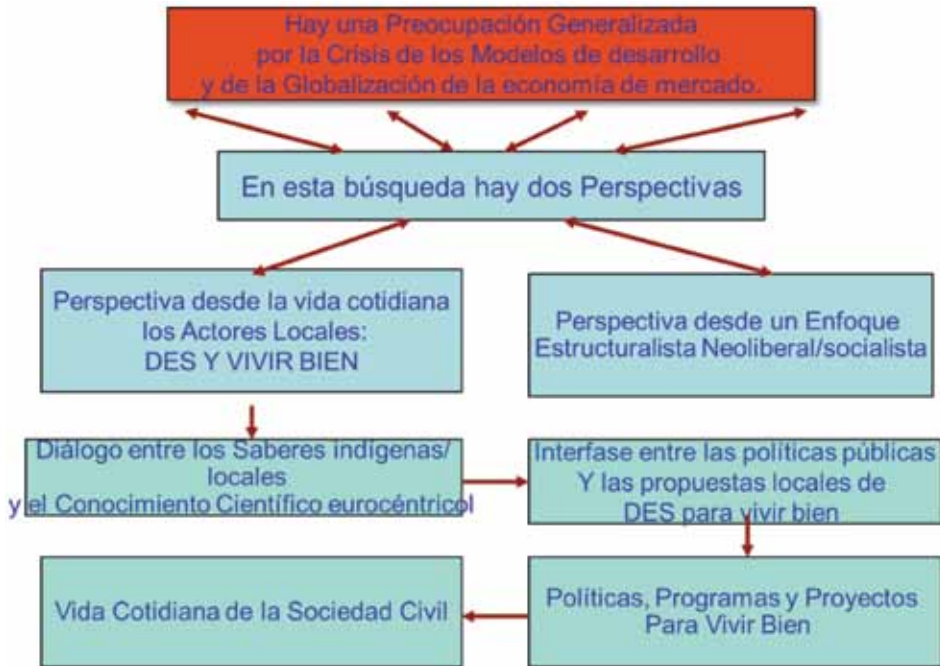 Hay una Preocupación Generalizada
por la Crisis de los Modelos de desarrollo
y de la Globalización de la economía de mercado.
En esta búsqueda hay dos Perspectivas
Perspectiva desde la vida cotidiana
los Actores Locales:
DES Y VIVIR BIEN
Perspectiva desde un Enfoque
Estructuralista Neoliberal/socialista
Diálogo entre los Saberes indígenas/
locales
y el Conocimiento Científico eurocéntricol
Interfase entre las políticas públicas
Y las propuestas locales de
DES para vivir bien
Vida Cotidiana de la Sociedad Civil
Políticas, Programas y Proyectos
Para Vivir Bien